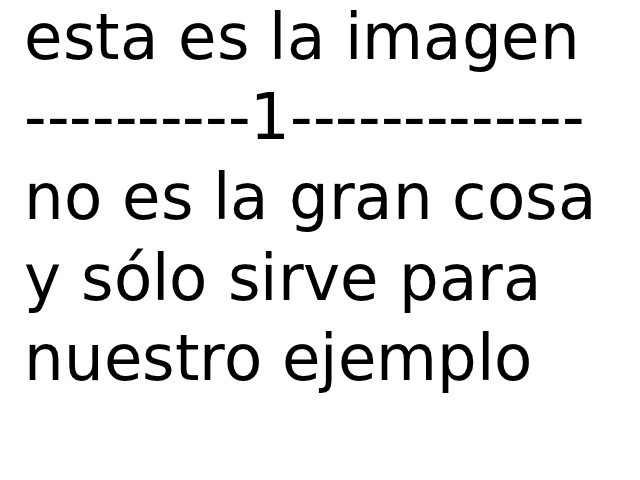 esta es la imagen
----------1-------------
no es la gran cosa
y sólo sirve para
nuestro ejemplo